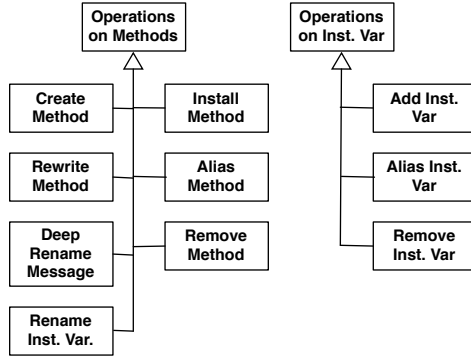 Operations
on Methods
Operations
on Inst. Var
Create
Method
Install
Method
Add Inst.
Var
Rewrite
Method
Alias
Method
Alias Inst.
Var
Deep
Rename
Message
Remove
Method
Remove
Inst. Var
Rename
Inst. Var.